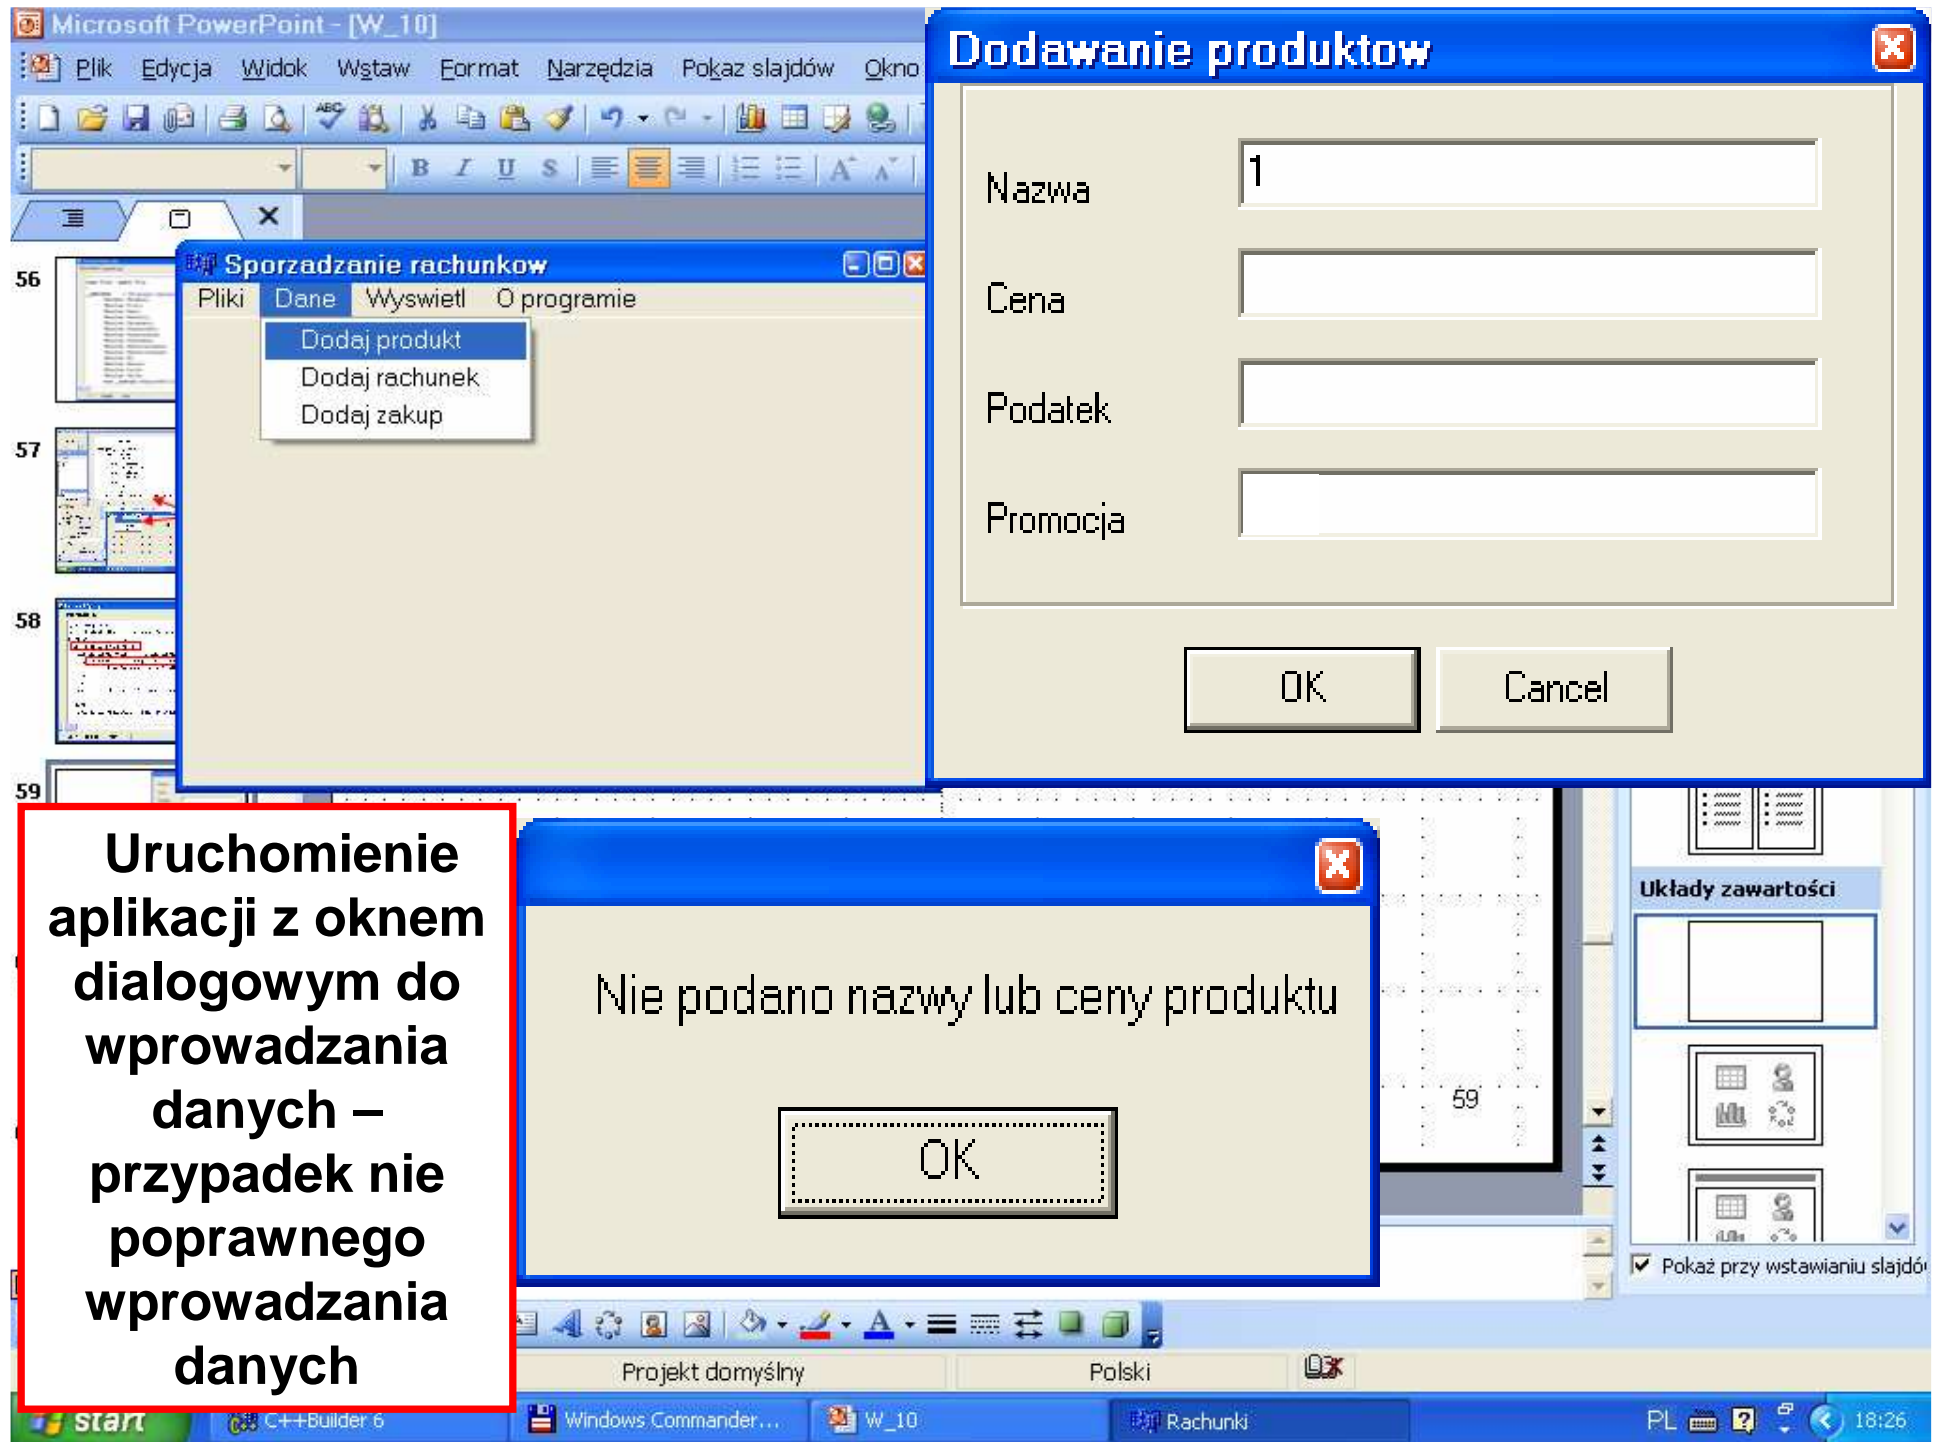 Microsoft PowerPoint - [W_10]
Plik Edycja Widok Wstaw Format Narzędzia Pokaz slajdów Okno
ABC
B I U S A A
56
57
58
59
Sporzadzanie rachunkow
Pliki Dane Wyswietl O programie
Dodaj produkt
Dodaj rachunek
Dodaj zakup
Dodawanie produktow
Nazwa 1
Cena
Podatek
Promocja
OK Cancel
Uruchomienie
aplikacji z oknem
dialogowym do
wprowadzania
danych –
przypadek nie
poprawnego
wprowadzania
danych
Nie podano nazwy lub ceny produktu
OK
59
Układy zawartości
Pokaż przy wstawianiu slajdó
A
Projekt domyślny Polski
start C++Builder 6 Windows Commander... W_10 Rachunki PL 18:26